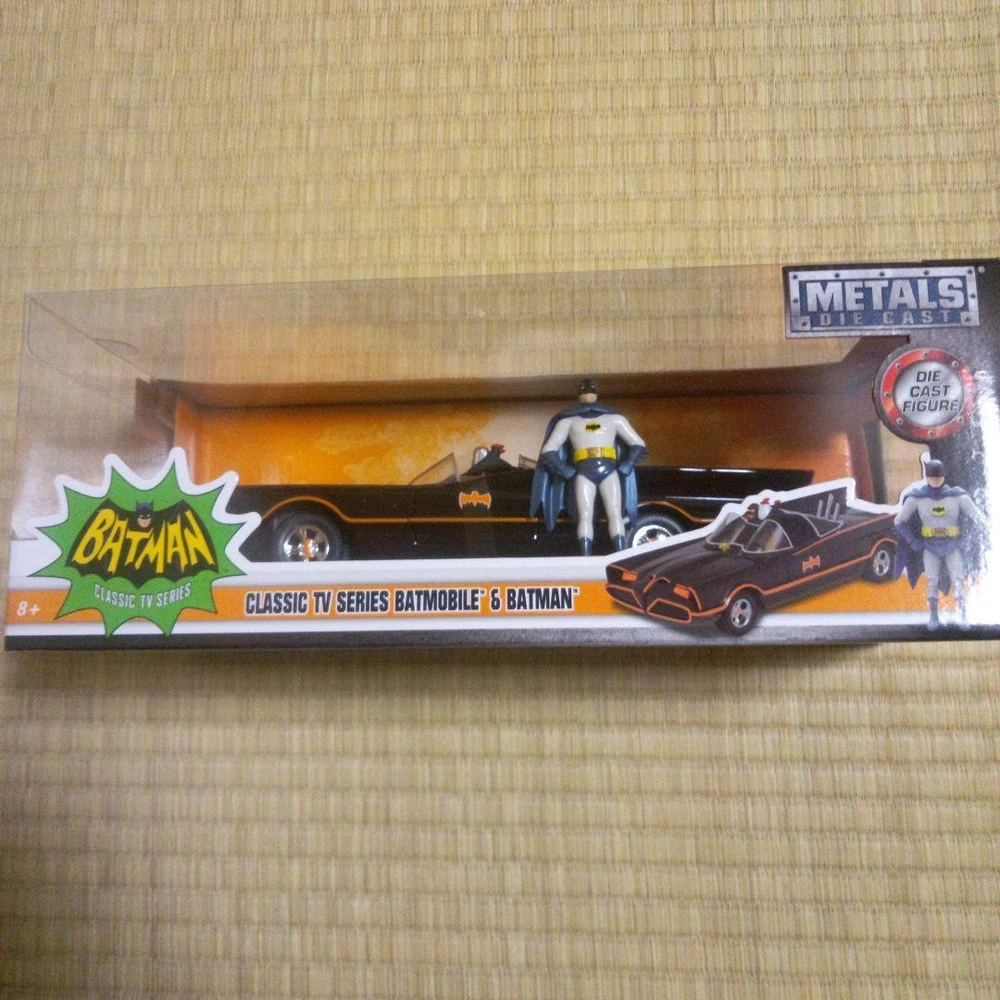 METALS®
DIE CAST
DIE
CAST
FIGURE
BATMAN
CLASSIC TV SERIES
8+
CLASSIC TV SERIES BATMOBILE™ & BATMAN™